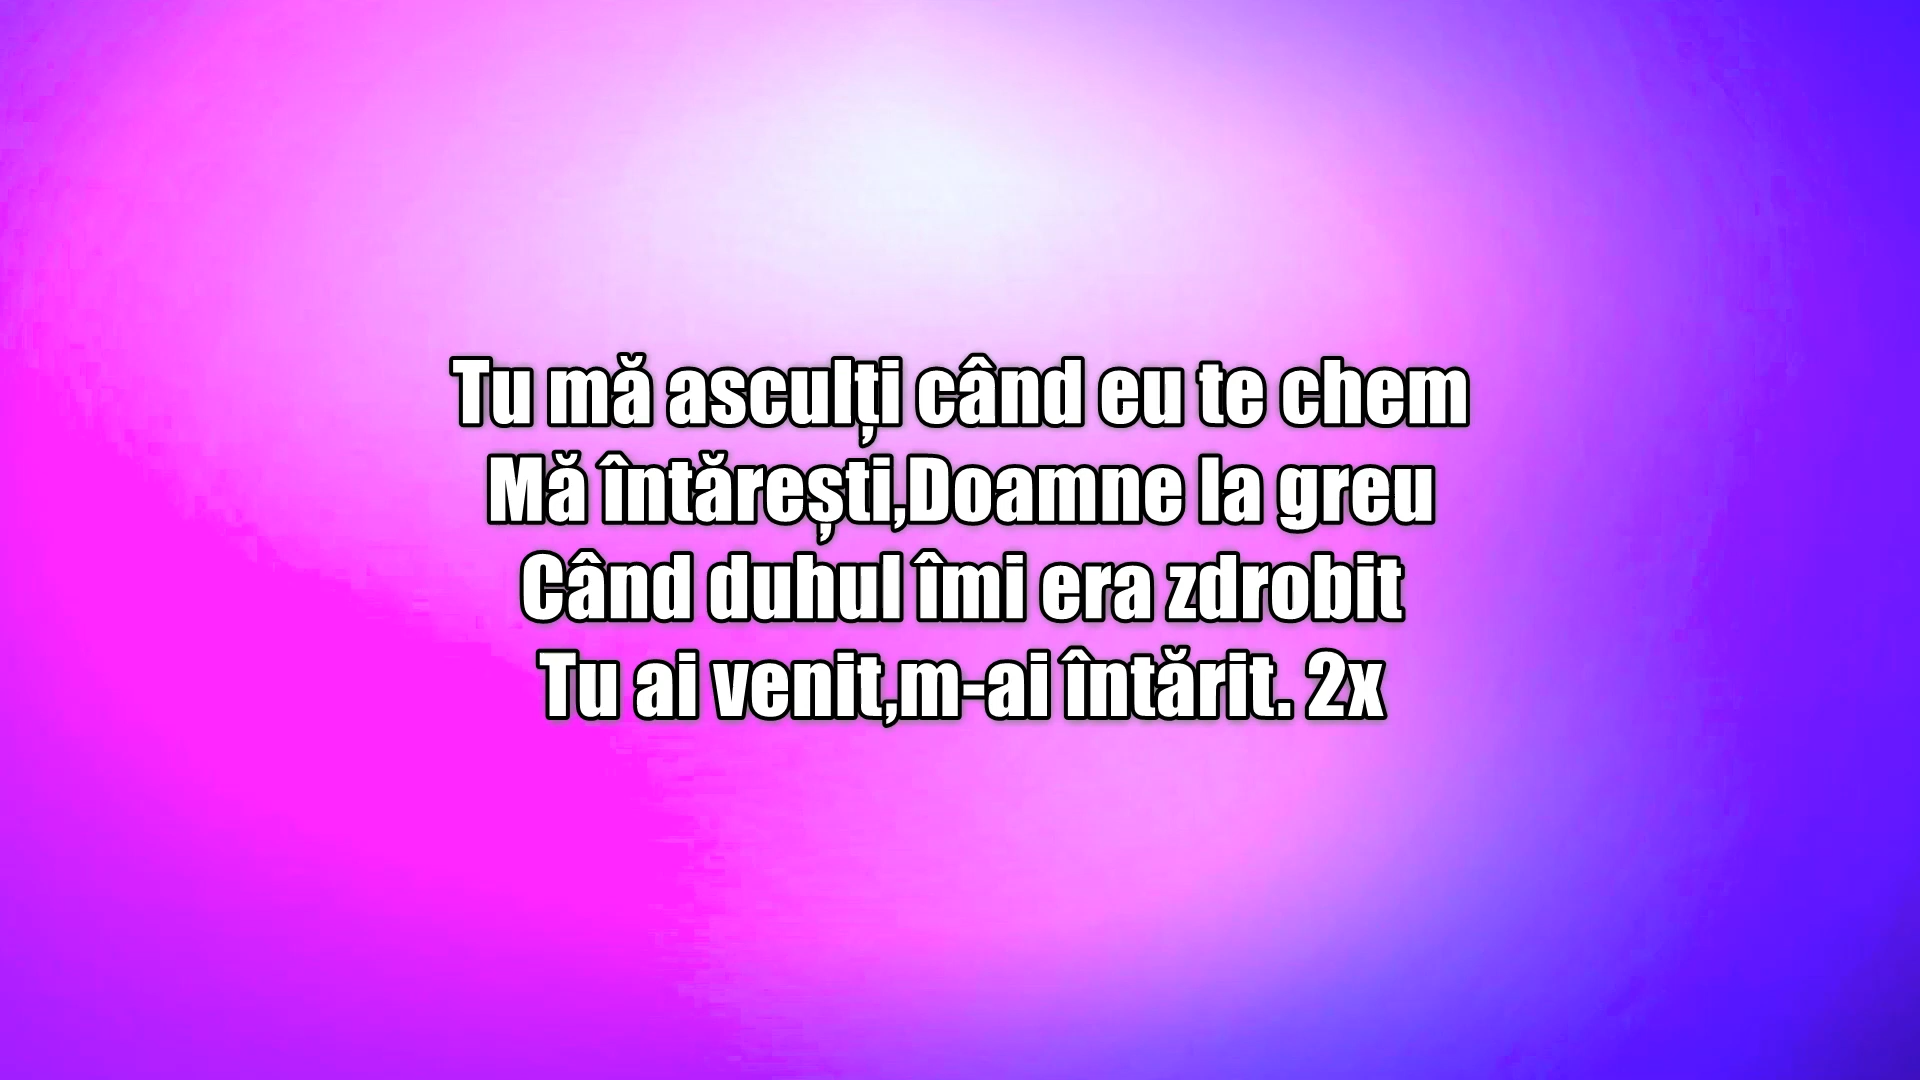 Tu mă asculți când eu te chem
Mă întărești,Doamne la greu
Când duhul îmi era zdrobit
Tu ai venit,m-ai întărit. 2x